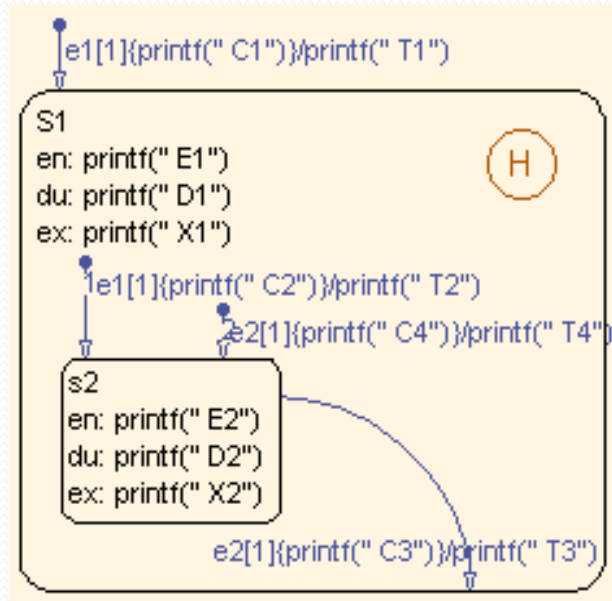 e1[1]{printf(" C1")}/printf(" T1")
S1
en: printf(" E1")
du: printf(" D1")
ex: printf(" X1")
H
1
e1[1]{printf(" C2")}/printf(" T2")
2
e2[1]{printf(" C4")}/printf(" T4")
s2
en: printf(" E2")
du: printf(" D2")
ex: printf(" X2")
e2[1]{printf(" C3")}/printf(" T3")